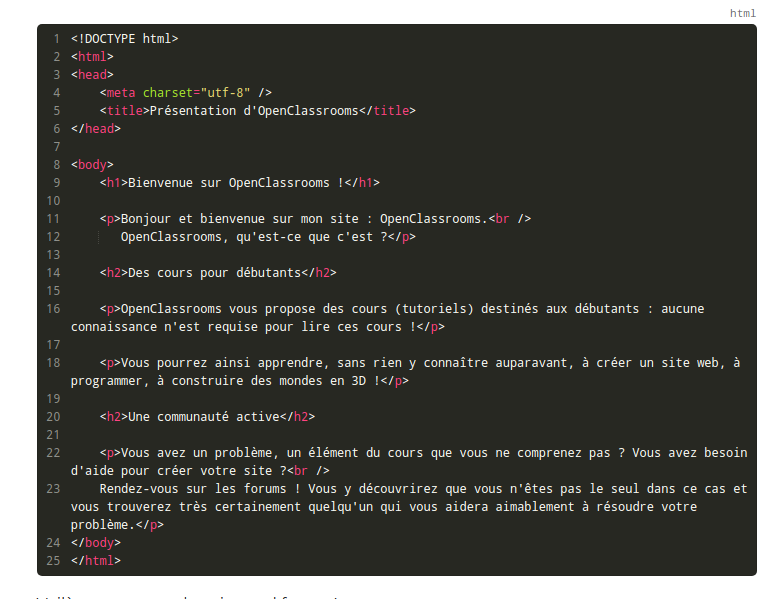 html
1 <!DOCTYPE html>
2 <html>
3 <head>
4     <meta charset="utf-8" />
5     <title>Présentation d'OpenClassrooms</title>
6 </head>
7
8 <body>
9     <h1>Bienvenue sur OpenClassrooms !</h1>
10
11     <p>Bonjour et bienvenue sur mon site : OpenClassrooms.<br />
12        OpenClassrooms, qu'est-ce que c'est ?</p>
13
14     <h2>Des cours pour débutants</h2>
15
16     <p>OpenClassrooms vous propose des cours (tutoriels) destinés aux débutants : aucune
connaissance n'est requise pour lire ces cours !</p>
17
18     <p>Vous pourrez ainsi apprendre, sans rien y connaître auparavant, à créer un site web, à
programmer, à construire des mondes en 3D !</p>
19
20     <h2>Une communauté active</h2>
21
22     <p>Vous avez un problème, un élément du cours que vous ne comprenez pas ? Vous avez besoin
d'aide pour créer votre site ?<br />
23     Rendez-vous sur les forums ! Vous y découvrirez que vous n'êtes pas le seul dans ce cas et
vous trouverez très certainement quelqu'un qui vous aidera aimablement à résoudre votre
problème.</p>
24 </body>
25 </html>